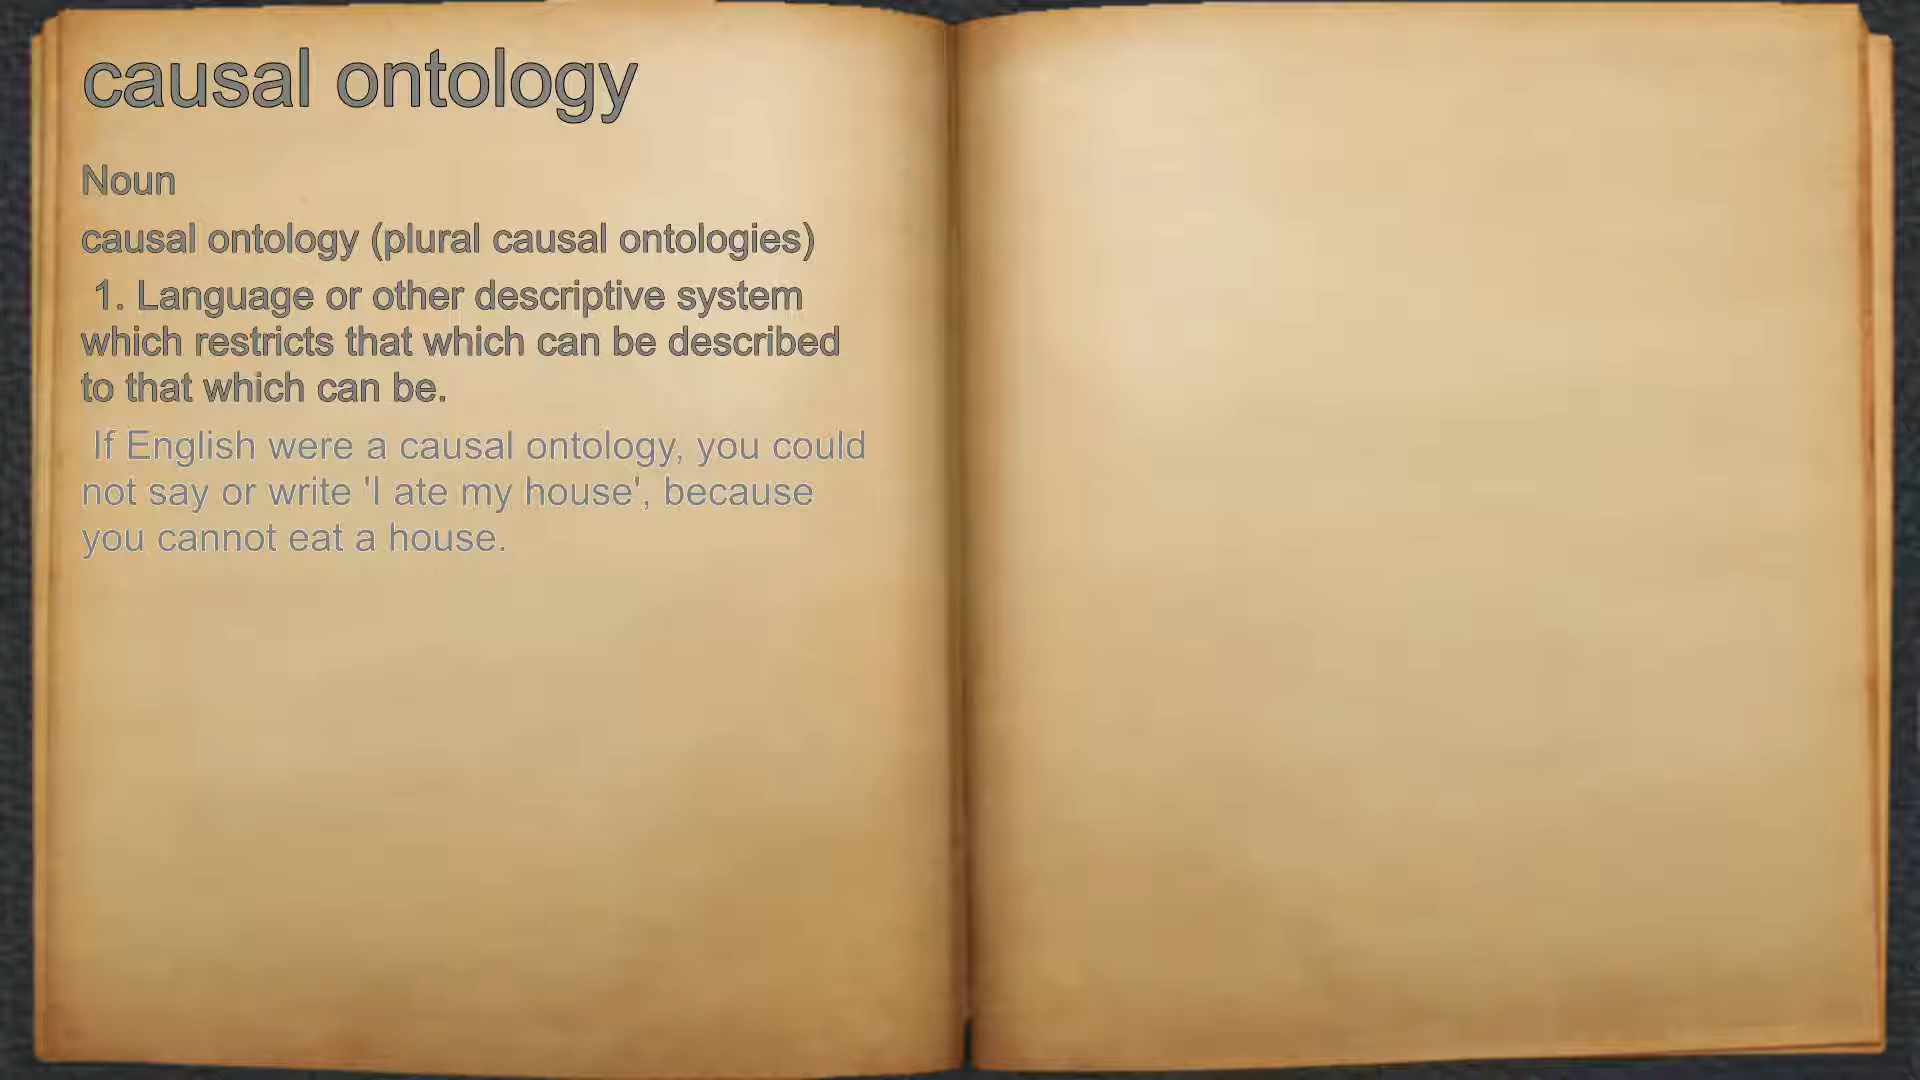 causal ontology
Noun
causal ontology (plural causal ontologies)
1. Language or other descriptive system
which restricts that which can be described
to that which can be.
If English were a causal ontology, you could
not say or write 'I ate my house', because
you cannot eat a house.